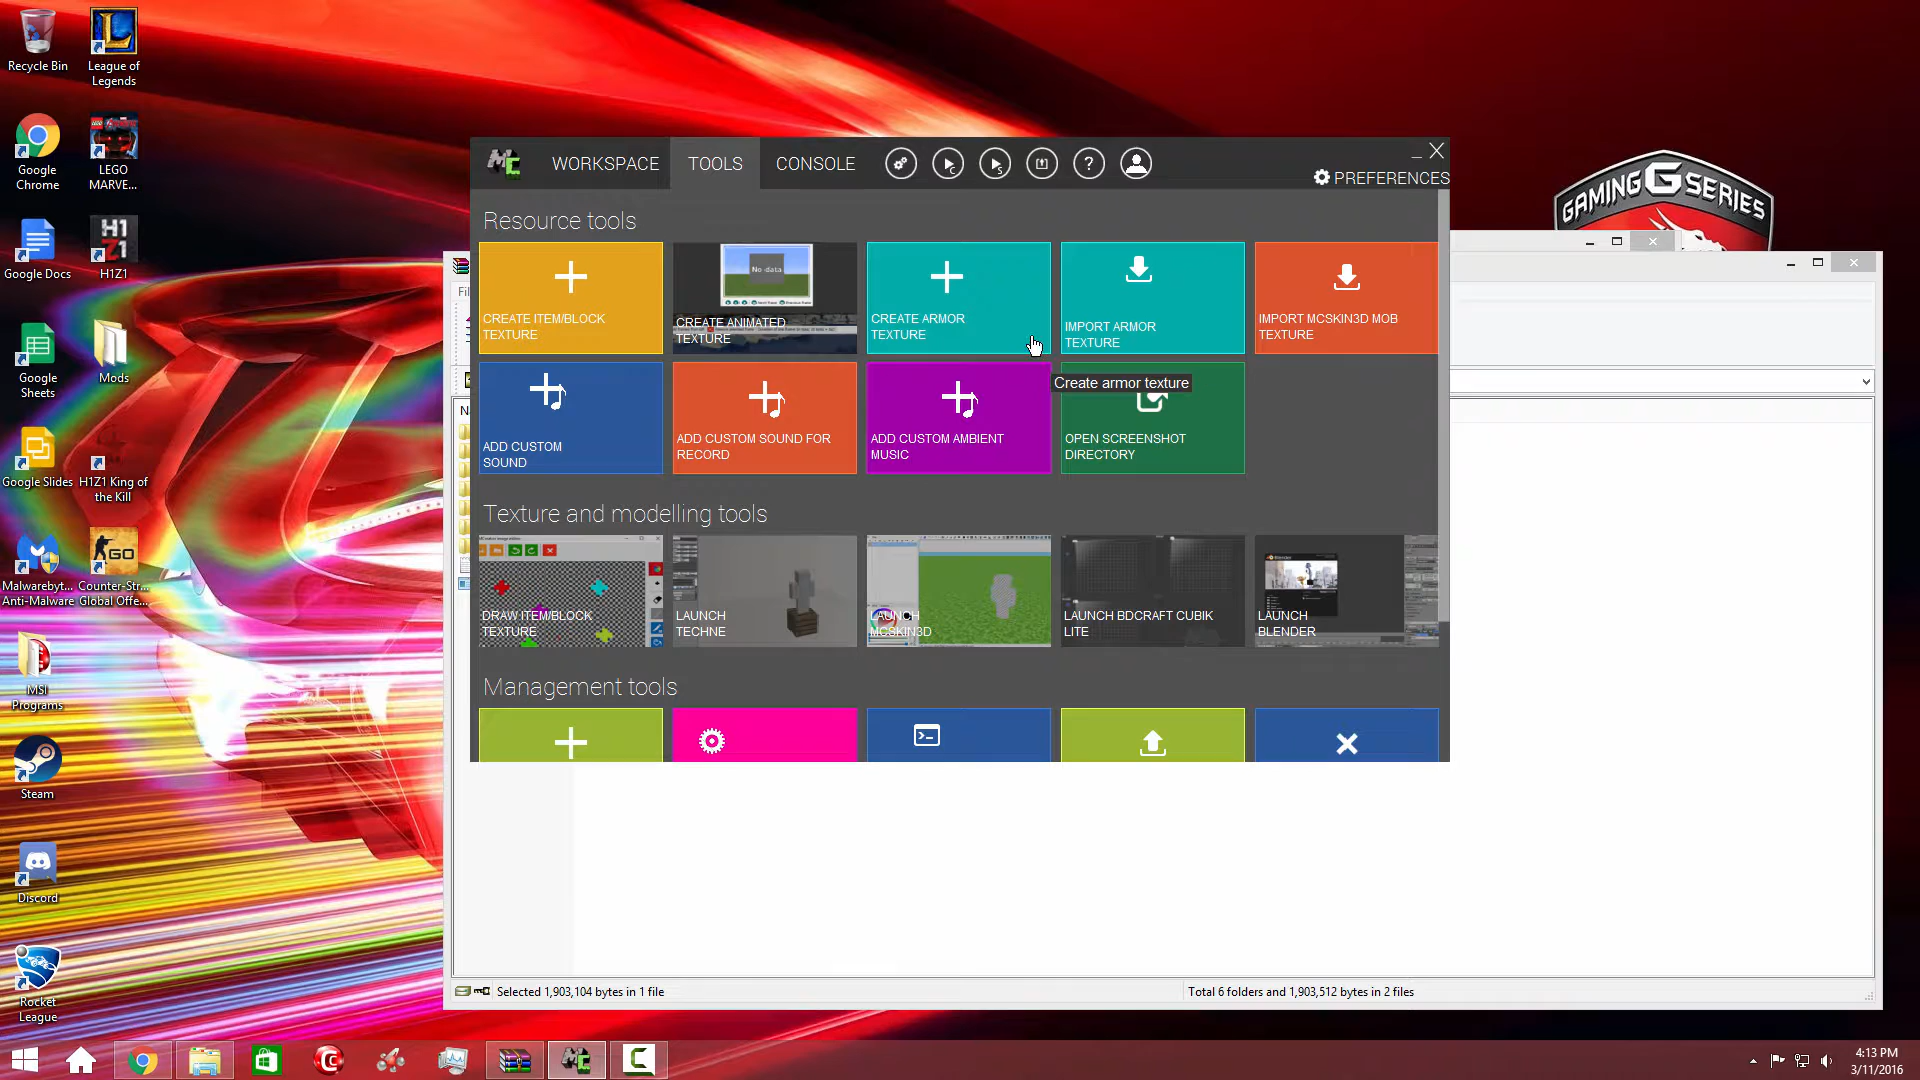 Recycle Bin
League of
Legends
Google
Chrome
LEGO
MARVE...
Google Docs
H1Z1
Google
Sheets
Mods
Google Slides
H1Z1 King of
the Kill
Malwarebyt...
Anti-Malware
Counter-Str...
Global Offe...
MSI
Programs
Steam
Discord
Rocket
League
GAMING G SERIES
WORKSPACE
TOOLS
CONSOLE
PREFERENCES
Resource tools
CREATE ITEM/BLOCK
TEXTURE
No data
CREATE ANIMATED
TEXTURE
CREATE ARMOR
TEXTURE
IMPORT ARMOR
TEXTURE
IMPORT MCSKIN3D MOB
TEXTURE
ADD CUSTOM
SOUND
ADD CUSTOM SOUND FOR
RECORD
ADD CUSTOM AMBIENT
MUSIC
Create armor texture
OPEN SCREENSHOT
DIRECTORY
Texture and modelling tools
DRAW ITEM/BLOCK
TEXTURE
LAUNCH
TECHNE
LAUNCH
MCSKIN3D
LAUNCH BDCRAFT CUBIK
LITE
LAUNCH
BLENDER
Management tools
Selected 1,903,104 bytes in 1 file
Total 6 folders and 1,903,512 bytes in 2 files
4:13 PM
3/11/2016